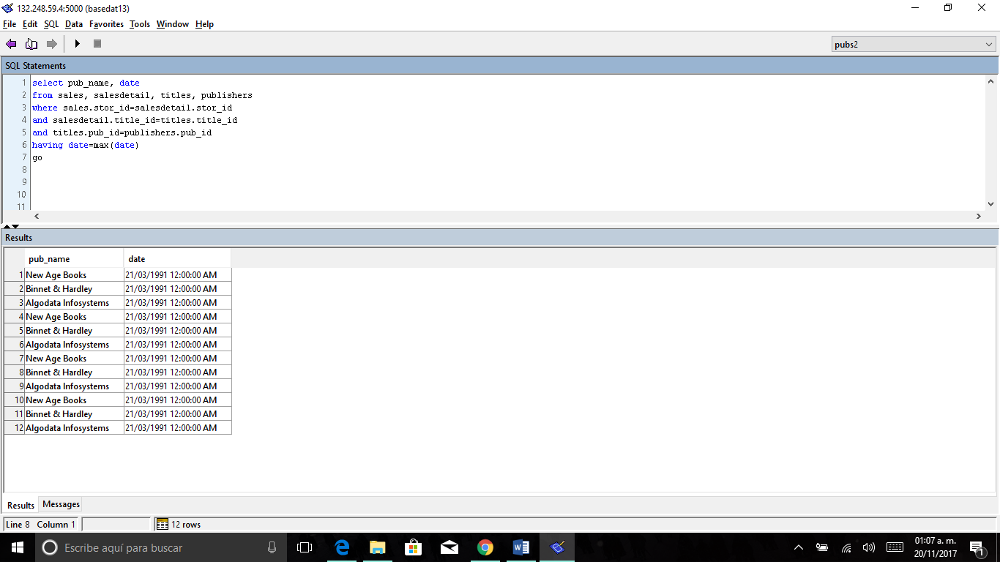 132.248.59.4:5000 (basedat13)
File Edit SQL Data Favorites Tools Window Help
pubs2
SQL Statements
1 select pub_name, date
2 from sales, salesdetail, titles, publishers
3 where sales.stor_id=salesdetail.stor_id
4 and salesdetail.title_id=titles.title_id
5 and titles.pub_id=publishers.pub_id
6 having date=max(date)
7 go
8
9
10
11
Results
pub_name date
1 New Age Books 21/03/1991 12:00:00 AM
2 Binnet & Hardley 21/03/1991 12:00:00 AM
3 Algodata Infosystems 21/03/1991 12:00:00 AM
4 New Age Books 21/03/1991 12:00:00 AM
5 Binnet & Hardley 21/03/1991 12:00:00 AM
6 Algodata Infosystems 21/03/1991 12:00:00 AM
7 New Age Books 21/03/1991 12:00:00 AM
8 Binnet & Hardley 21/03/1991 12:00:00 AM
9 Algodata Infosystems 21/03/1991 12:00:00 AM
10 New Age Books 21/03/1991 12:00:00 AM
11 Binnet & Hardley 21/03/1991 12:00:00 AM
12 Algodata Infosystems 21/03/1991 12:00:00 AM
Results Messages
Line 8 Column 1 12 rows
Escribe aquí para buscar
01:07 a. m.
20/11/2017
1